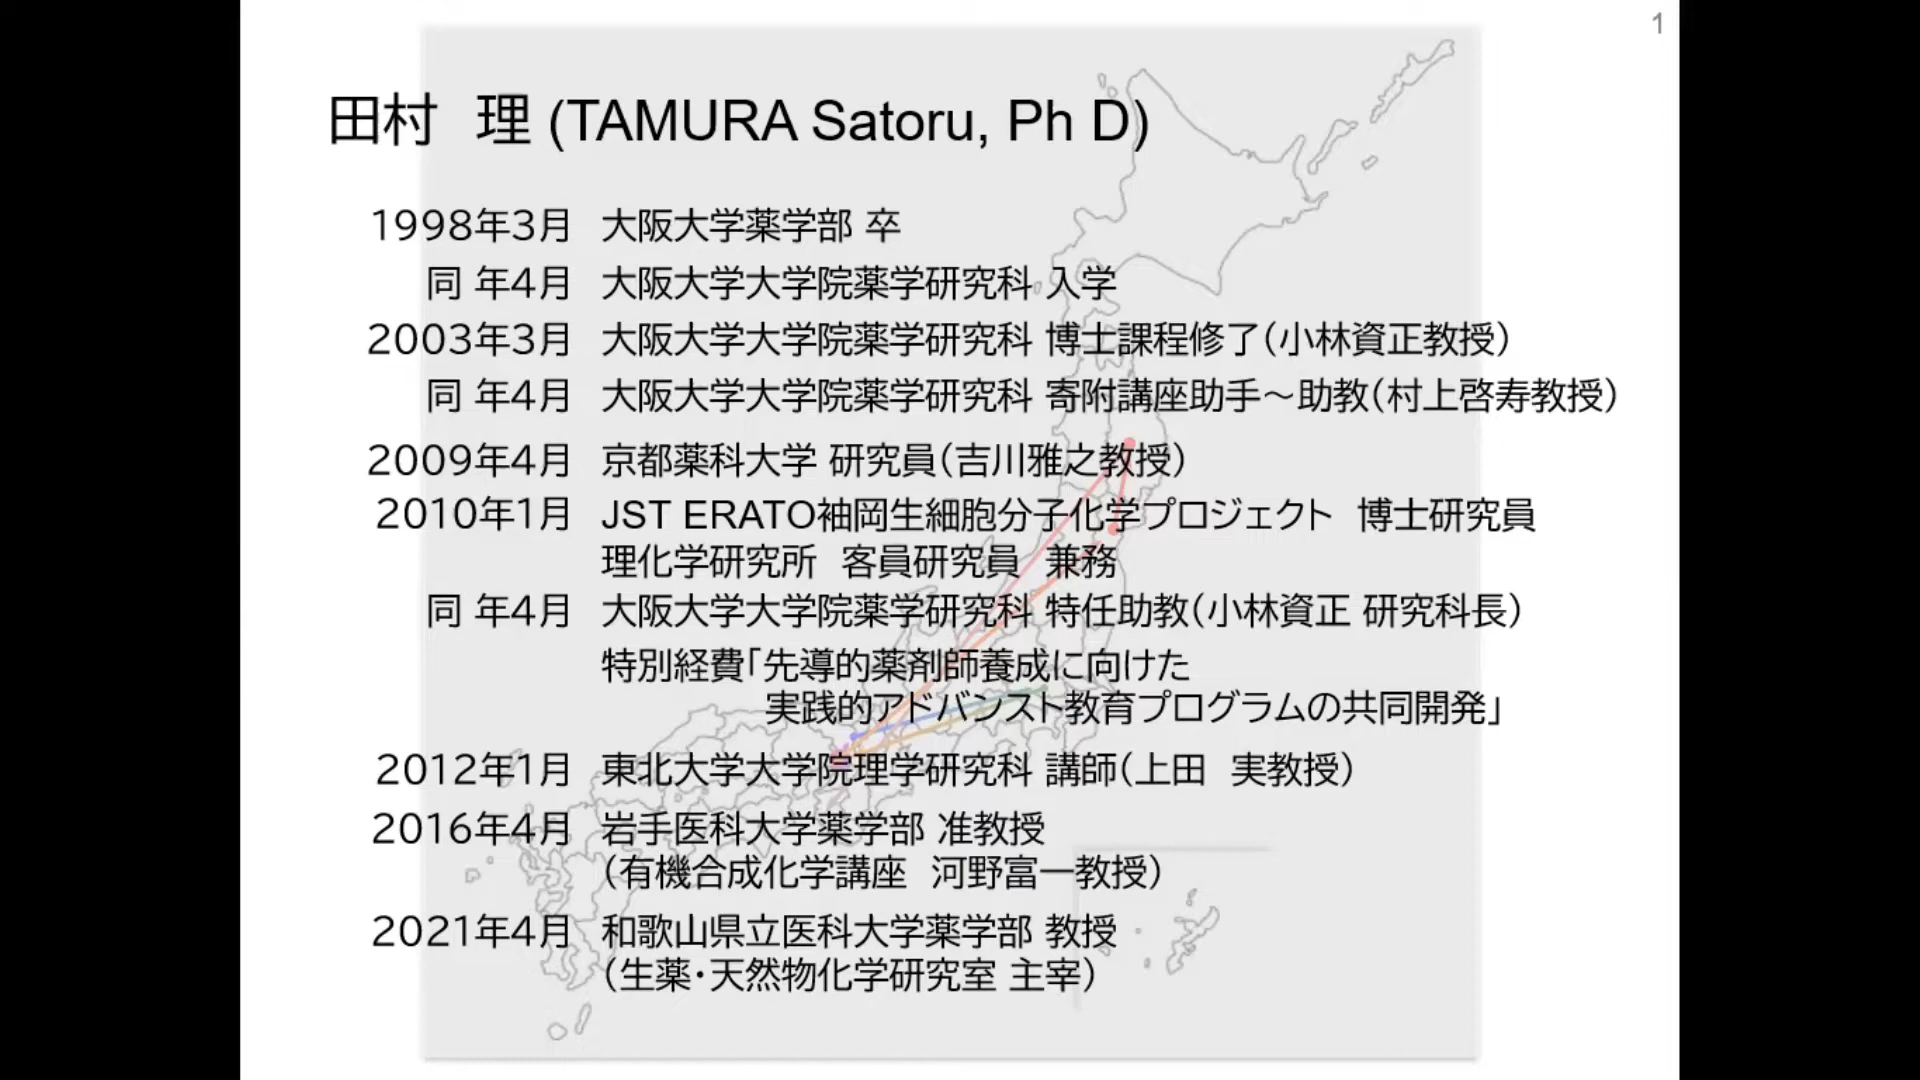 1
田村　理 (TAMURA Satoru, Ph D)
1998年3月 大阪大学薬学部 卒
同 年4月 大阪大学大学院薬学研究科 入学
2003年3月 大阪大学大学院薬学研究科 博士課程修了（小林資正教授）
同 年4月 大阪大学大学院薬学研究科 寄附講座助手～助教（村上啓寿教授）
2009年4月 京都薬科大学 研究員（吉川雅之教授）
2010年1月 JST ERATO袖岡生細胞分子化学プロジェクト　博士研究員
理化学研究所　客員研究員　兼務
同 年4月 大阪大学大学院薬学研究科 特任助教（小林資正 研究科長）
特別経費「先導的薬剤師養成に向けた
実践的アドバンスト教育プログラムの共同開発」
2012年1月 東北大学大学院理学研究科 講師（上田　実教授）
2016年4月 岩手医科大学薬学部 准教授
（有機合成化学講座　河野富一教授）
2021年4月 和歌山県立医科大学薬学部 教授
（生薬・天然物化学研究室 主宰）